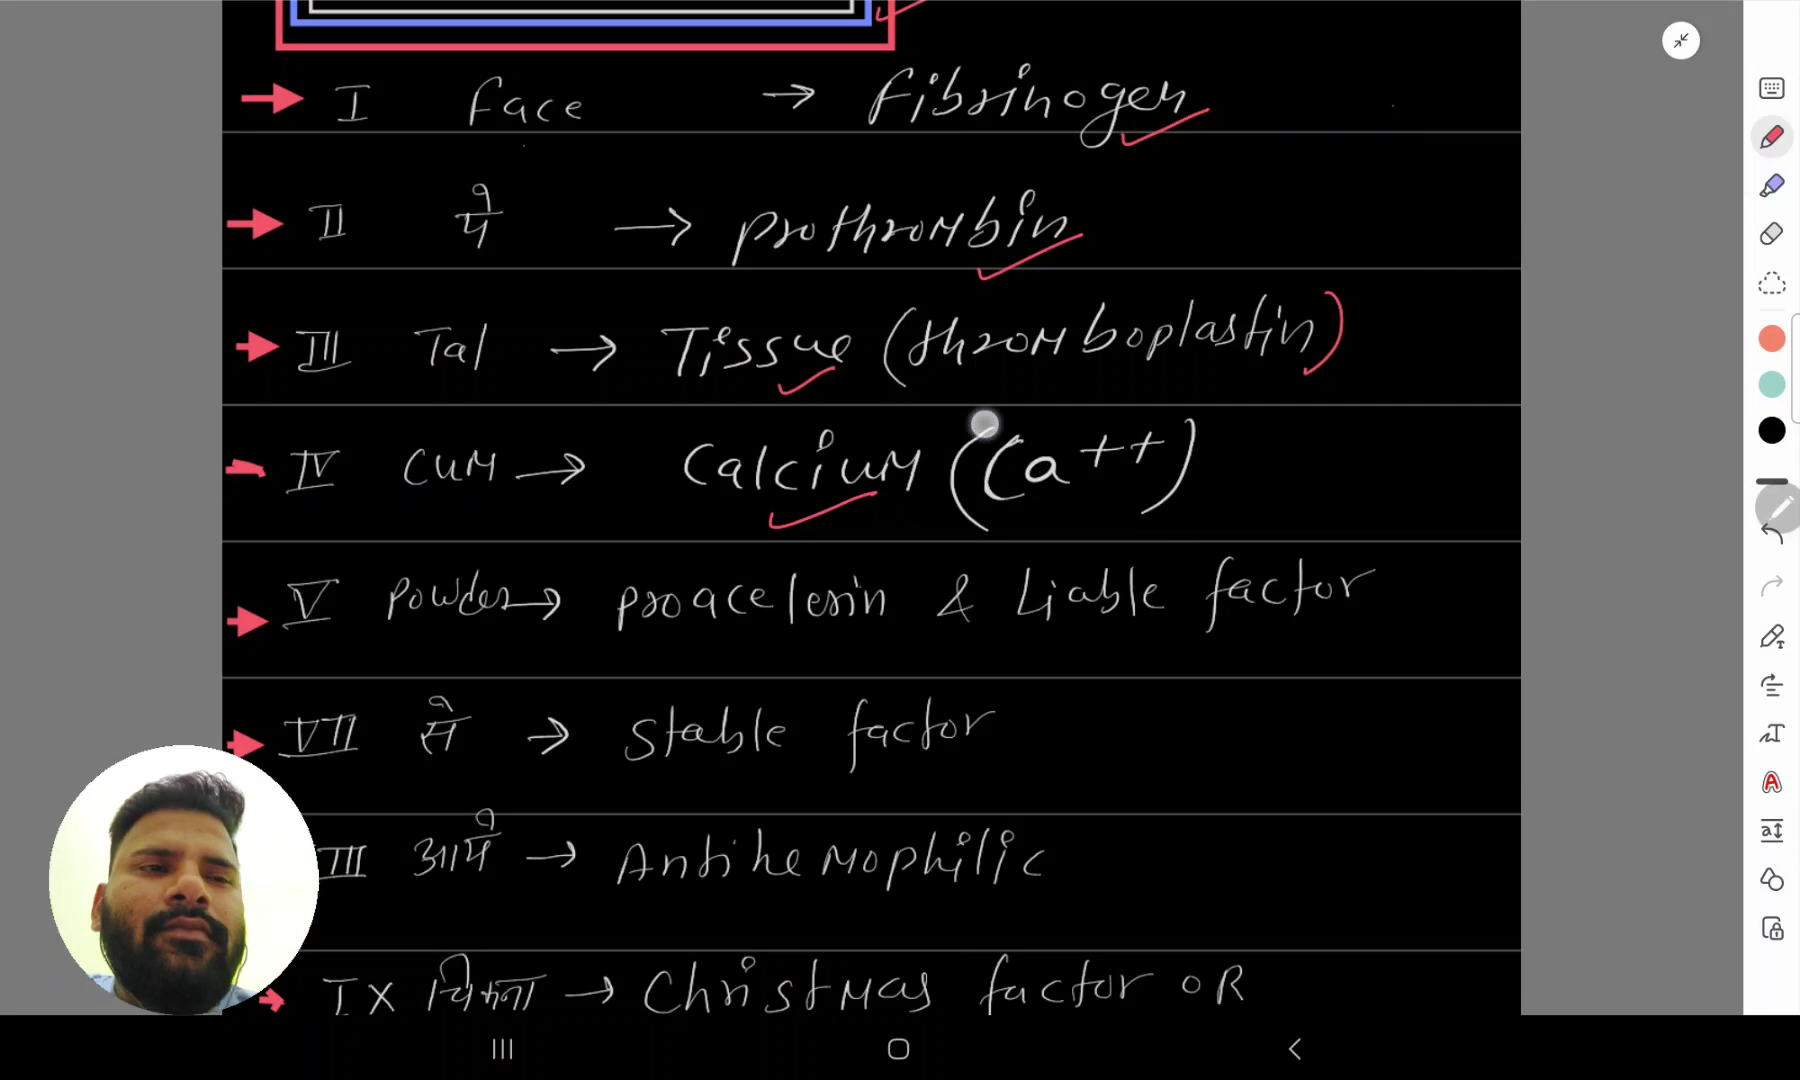 I Face → Fibrinogen
II पे → prothrombin
III Tal → Tissue (thromboplastin)
IV CUM → Calcium (Ca++)
V Powder → proacelerin & Liable factor
VII से → Stable factor
III आपे → Antihemophilic
IX चिकना → Christmas factor OR